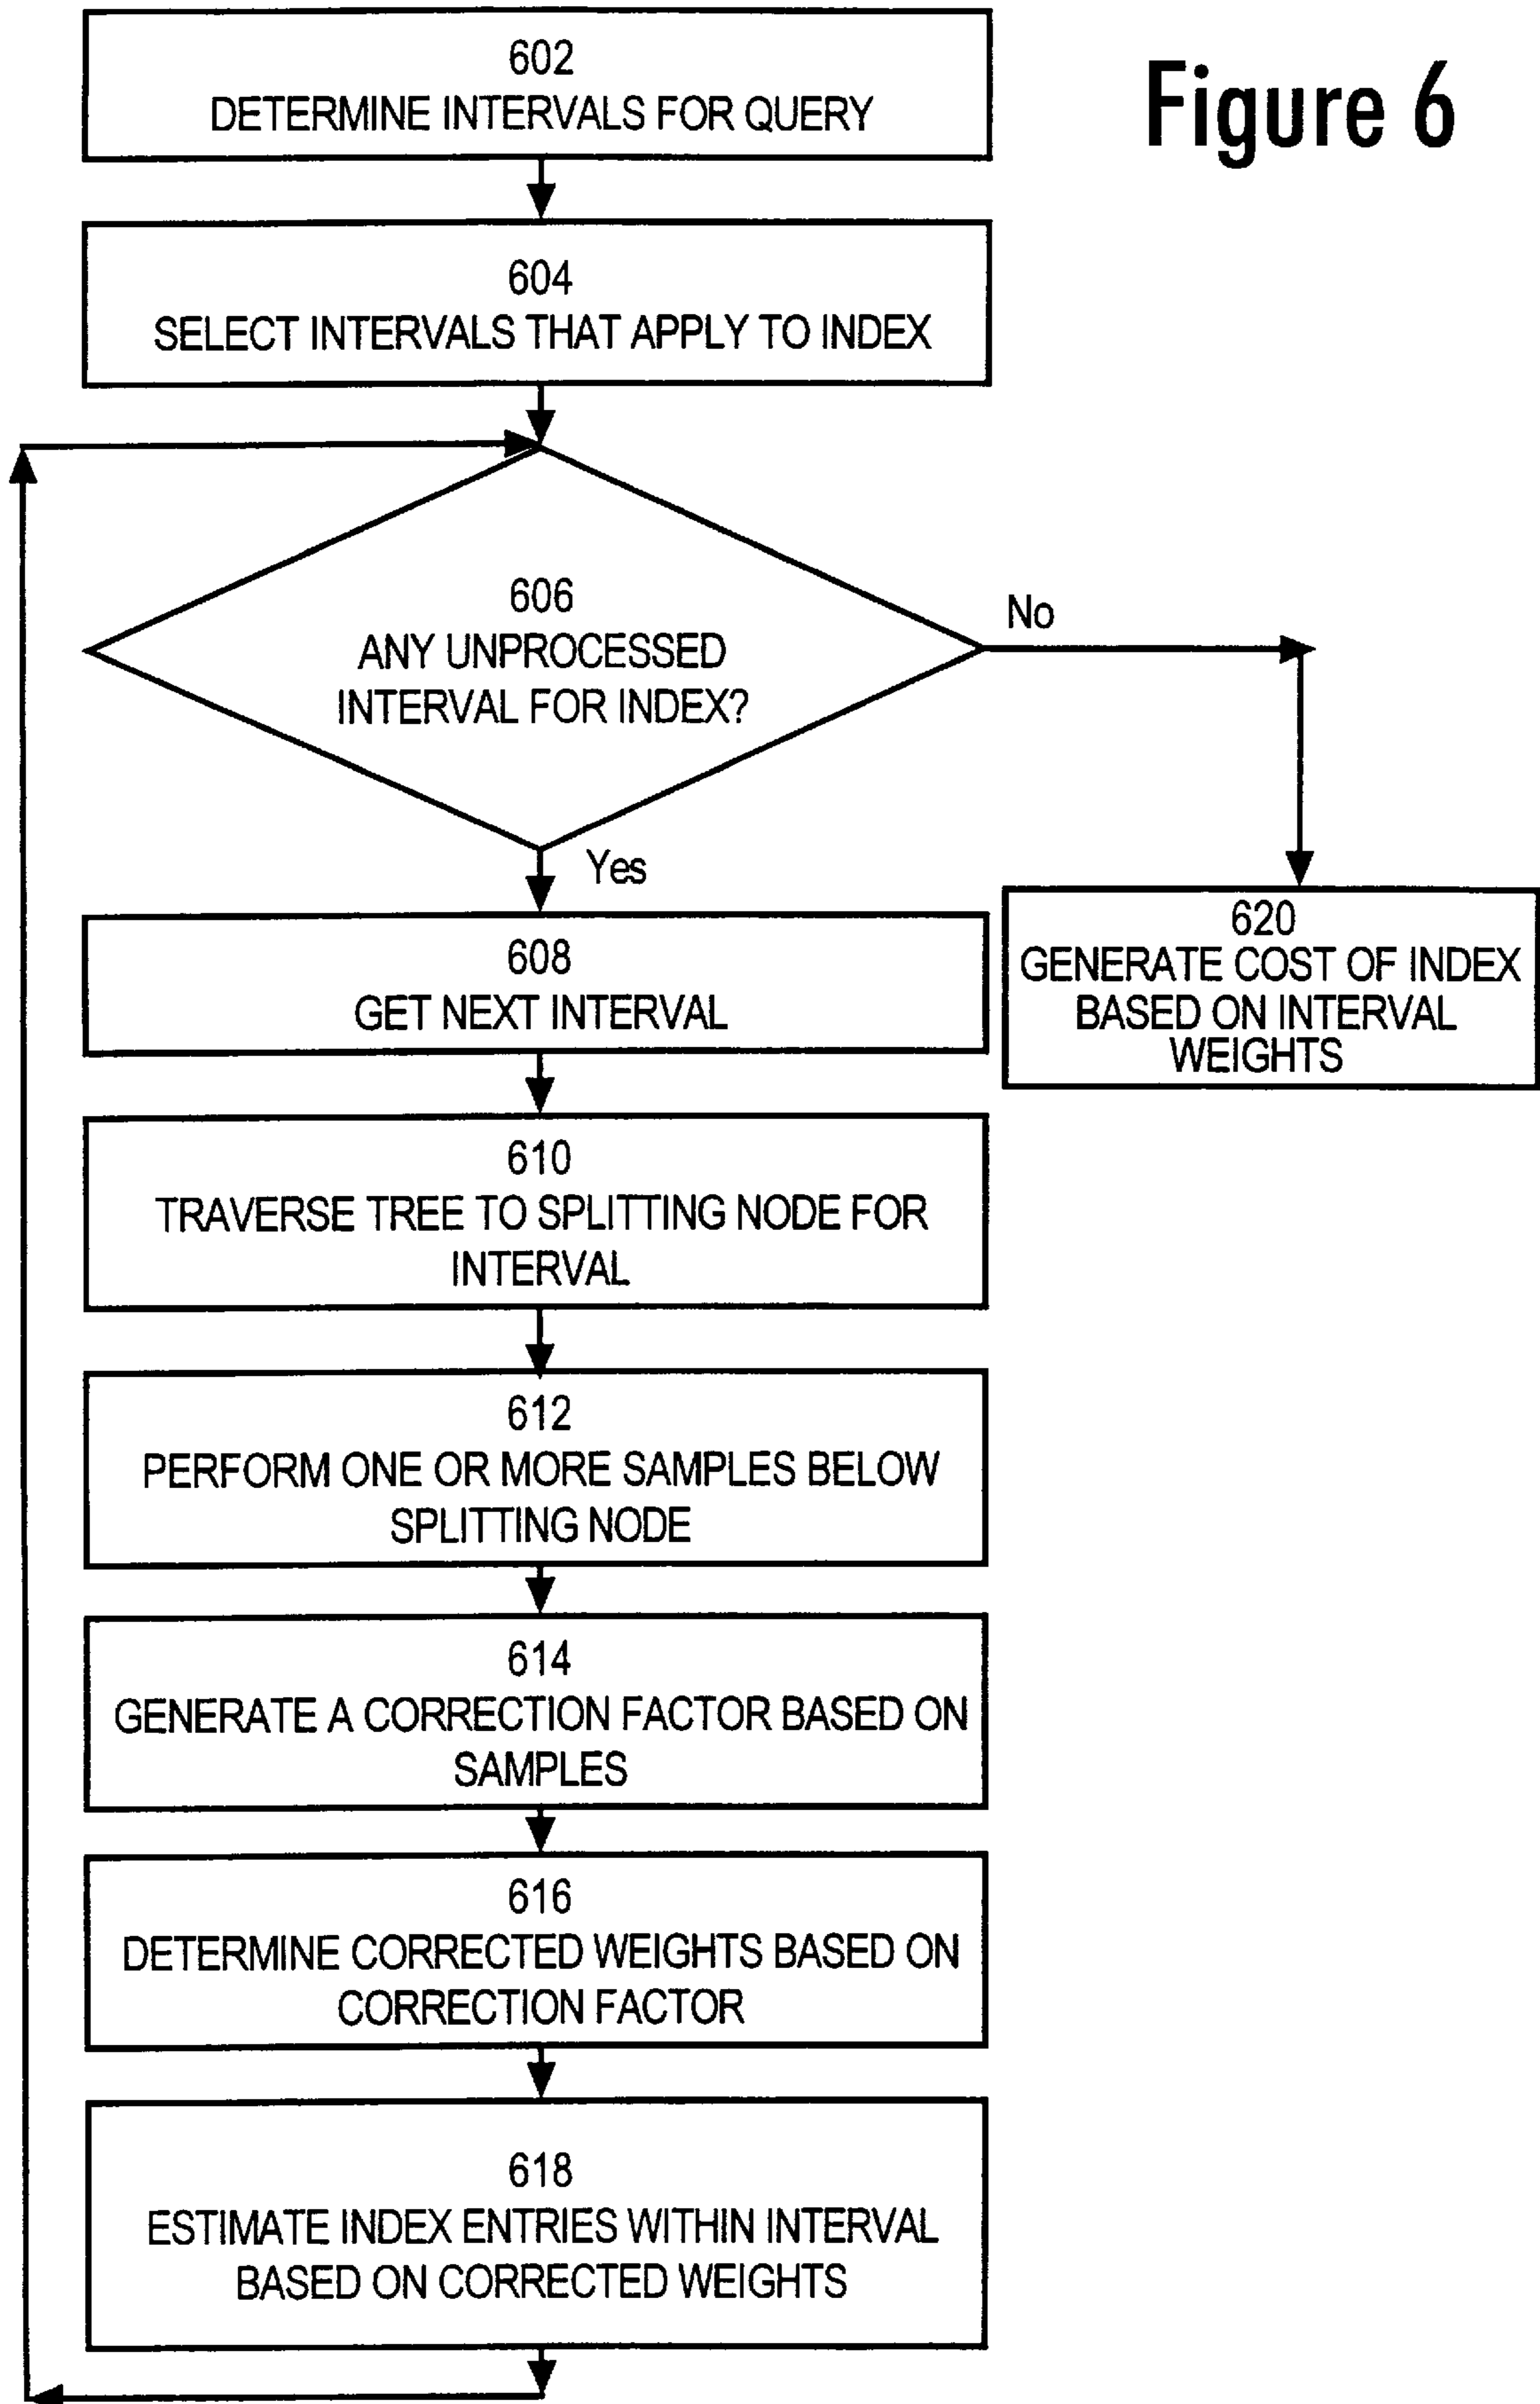 Figure 6
602
DETERMINE INTERVALS FOR QUERY
604
SELECT INTERVALS THAT APPLY TO INDEX
606
ANY UNPROCESSED
INTERVAL FOR INDEX?
No
Yes
608
GET NEXT INTERVAL
620
GENERATE COST OF INDEX
BASED ON INTERVAL
WEIGHTS
610
TRAVERSE TREE TO SPLITTING NODE FOR
INTERVAL
612
PERFORM ONE OR MORE SAMPLES BELOW
SPLITTING NODE
614
GENERATE A CORRECTION FACTOR BASED ON
SAMPLES
616
DETERMINE CORRECTED WEIGHTS BASED ON
CORRECTION FACTOR
618
ESTIMATE INDEX ENTRIES WITHIN INTERVAL
BASED ON CORRECTED WEIGHTS